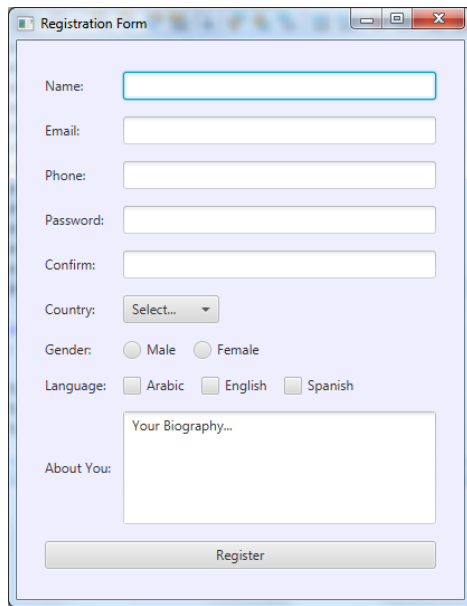 Registration Form
Name:
Email:
Phone:
Password:
Confirm:
Country: Select...
Gender: Male Female
Language: Arabic English Spanish
Your Biography...
About You:
Register